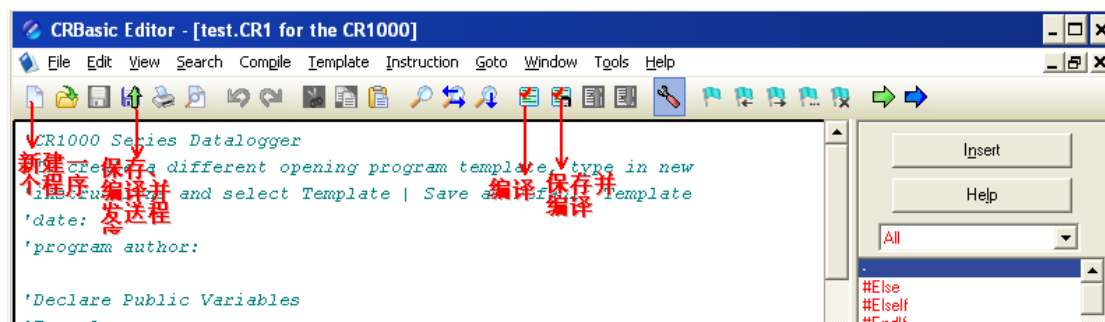 CRBasic Editor - [test.CR1 for the CR1000]
File Edit View Search Compile Template Instruction Goto Window Tools Help
'CR1000 Series Datalogger
新建一个程序
保存、编译并发送程序
a different opening program template, type in new
编译
保存并编译
and select Template | Save as Template
'date:
'program author:
'Declare Public Variables
Insert
Help
All
-
#Else
#ElseIf
#EndIf